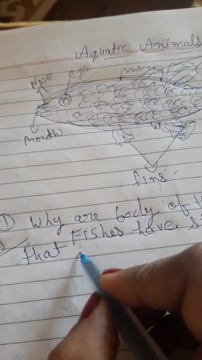 Aquatic Animals
Nose
eye
mouth
fins
① Why are body of
that Fishes have